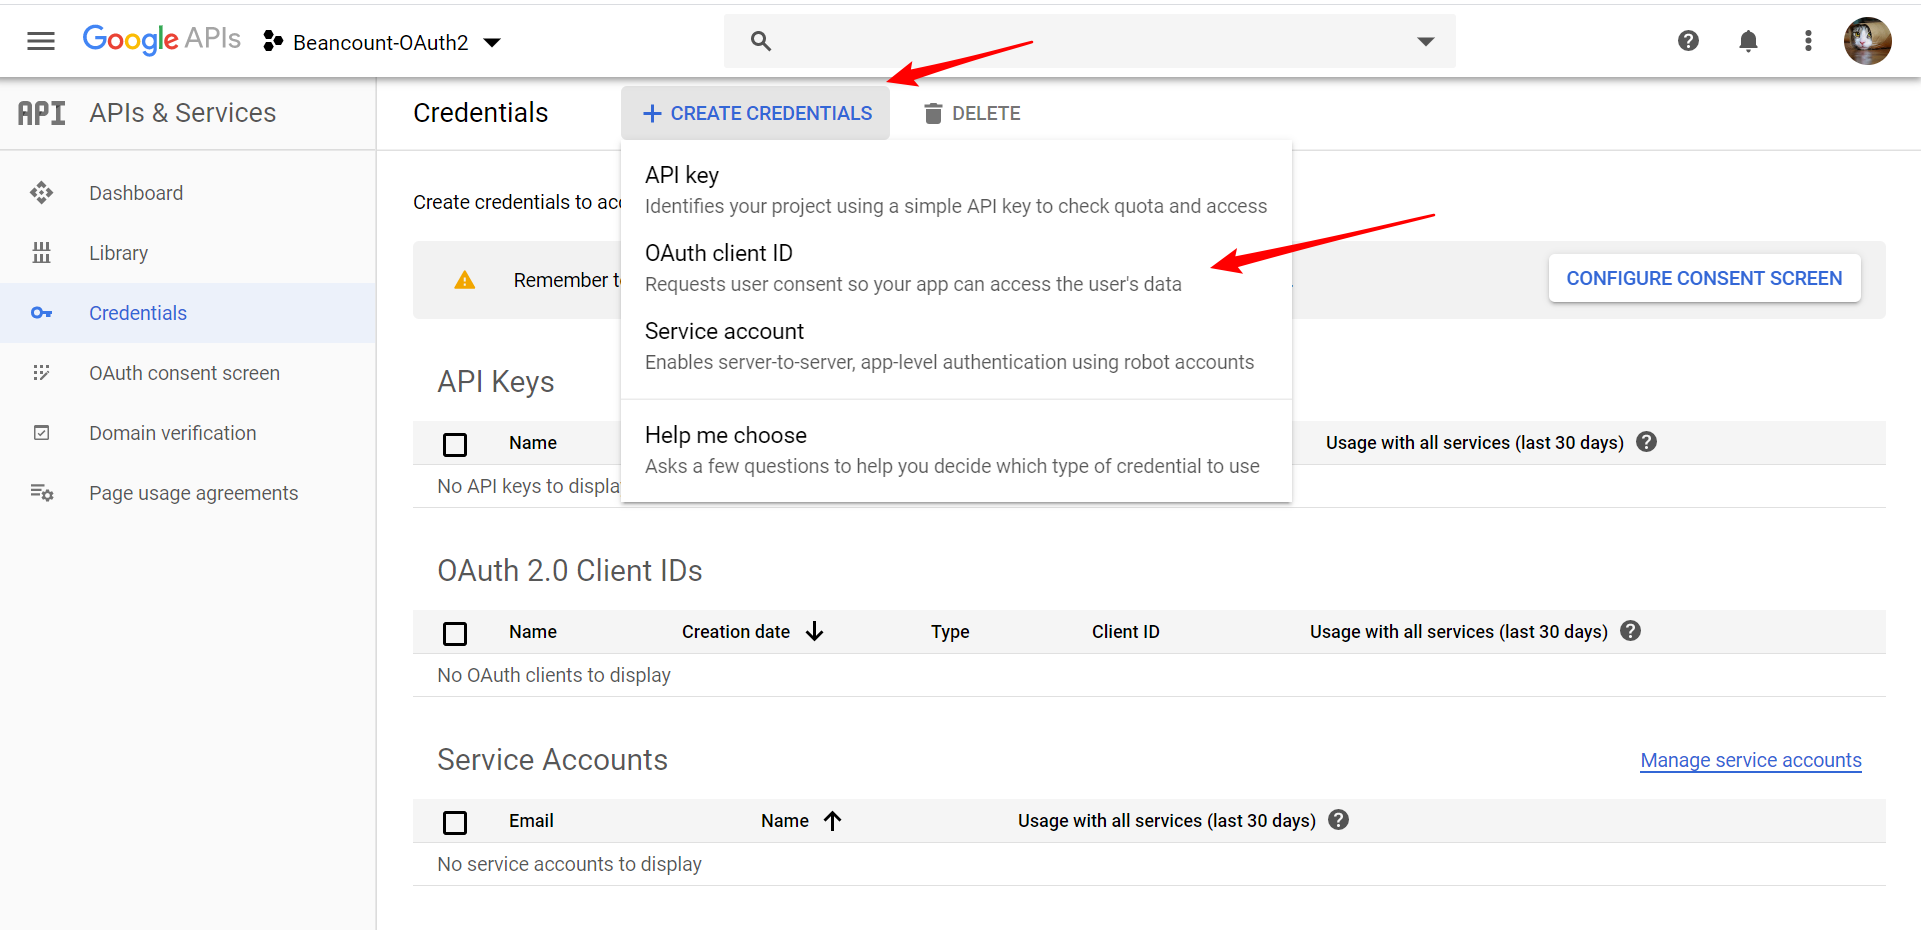 Google APIs Beancount-OAuth2
API APIs & Services
Credentials + CREATE CREDENTIALS DELETE
Dashboard
Library
Credentials
OAuth consent screen
Domain verification
Page usage agreements
Create credentials to
API key
Identifies your project using a simple API key to check quota and access
OAuth client ID
Requests user consent so your app can access the user's data
Service account
Enables server-to-server, app-level authentication using robot accounts
Help me choose
Asks a few questions to help you decide which type of credential to use
Remember
CONFIGURE CONSENT SCREEN
API Keys
Name Usage with all services (last 30 days)
No API keys to
OAuth 2.0 Client IDs
Name Creation date Type Client ID Usage with all services (last 30 days)
No OAuth clients to display
Service Accounts
Manage service accounts
Email Name Usage with all services (last 30 days)
No service accounts to display